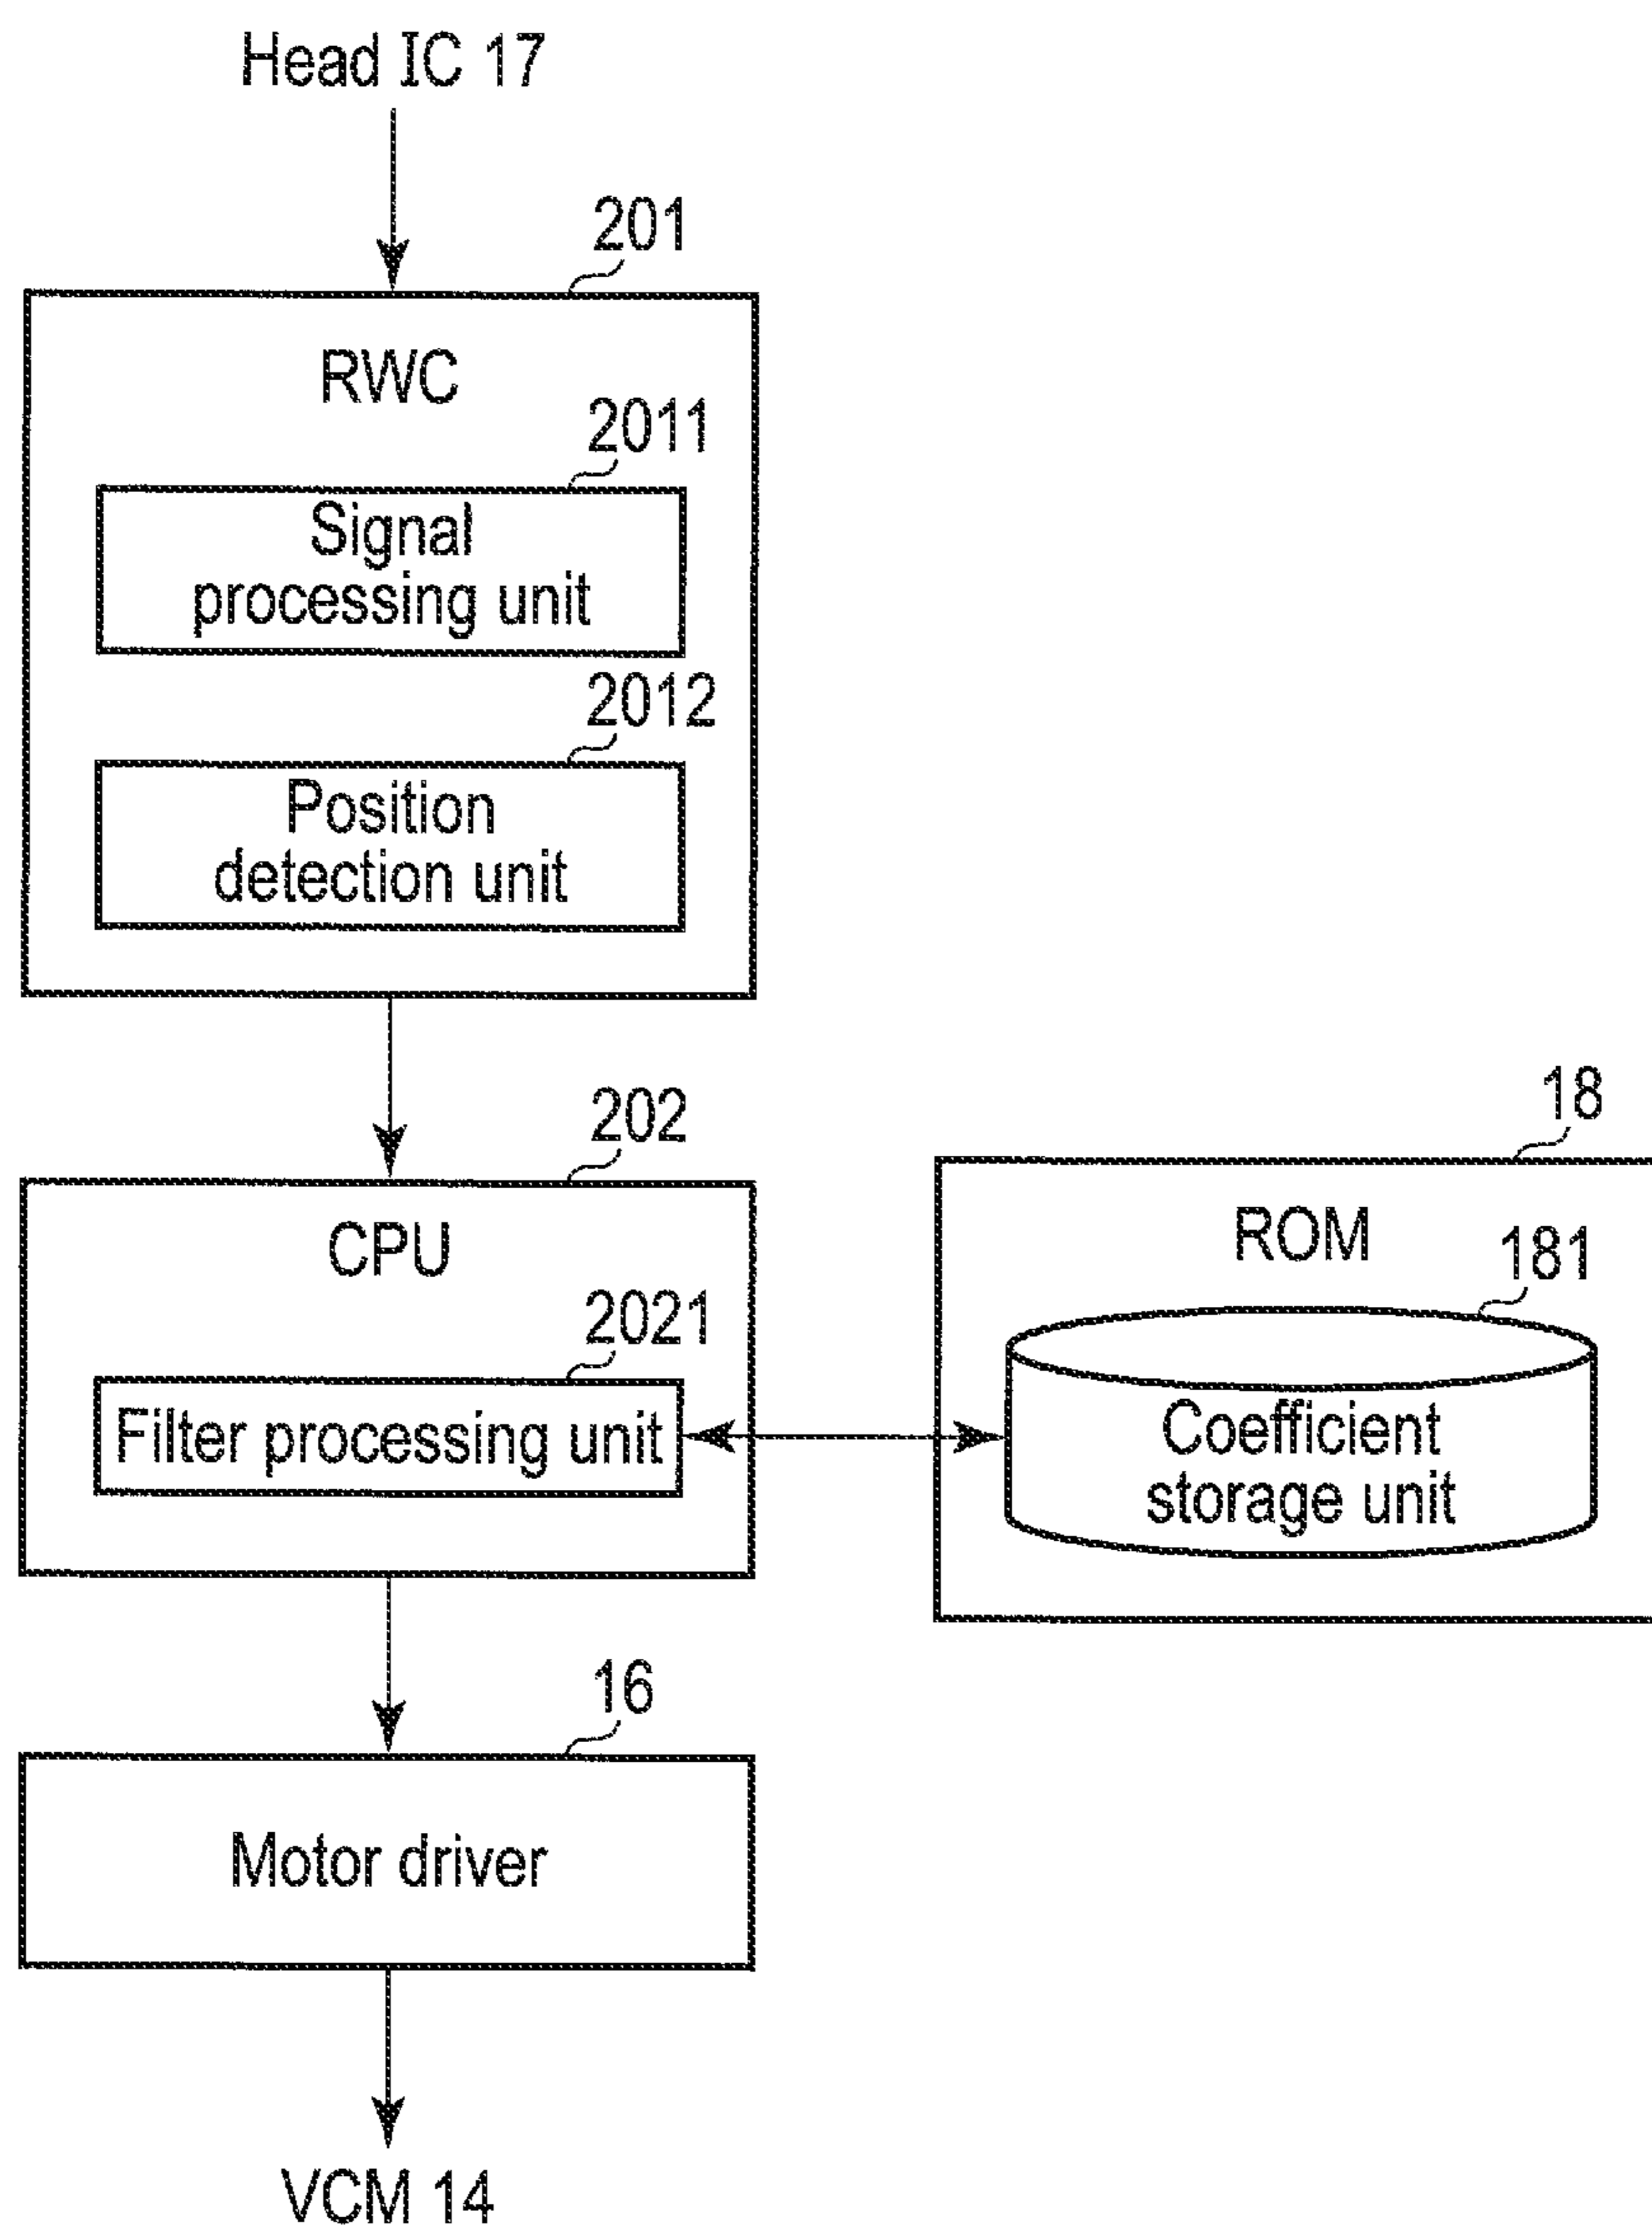 Head IC 17
201
RWC
2011
Signal
processing unit
2012
Position
detection unit
202
CPU
2021
Filter processing unit
18
ROM
181
Coefficient
storage unit
16
Motor driver
VCM 14